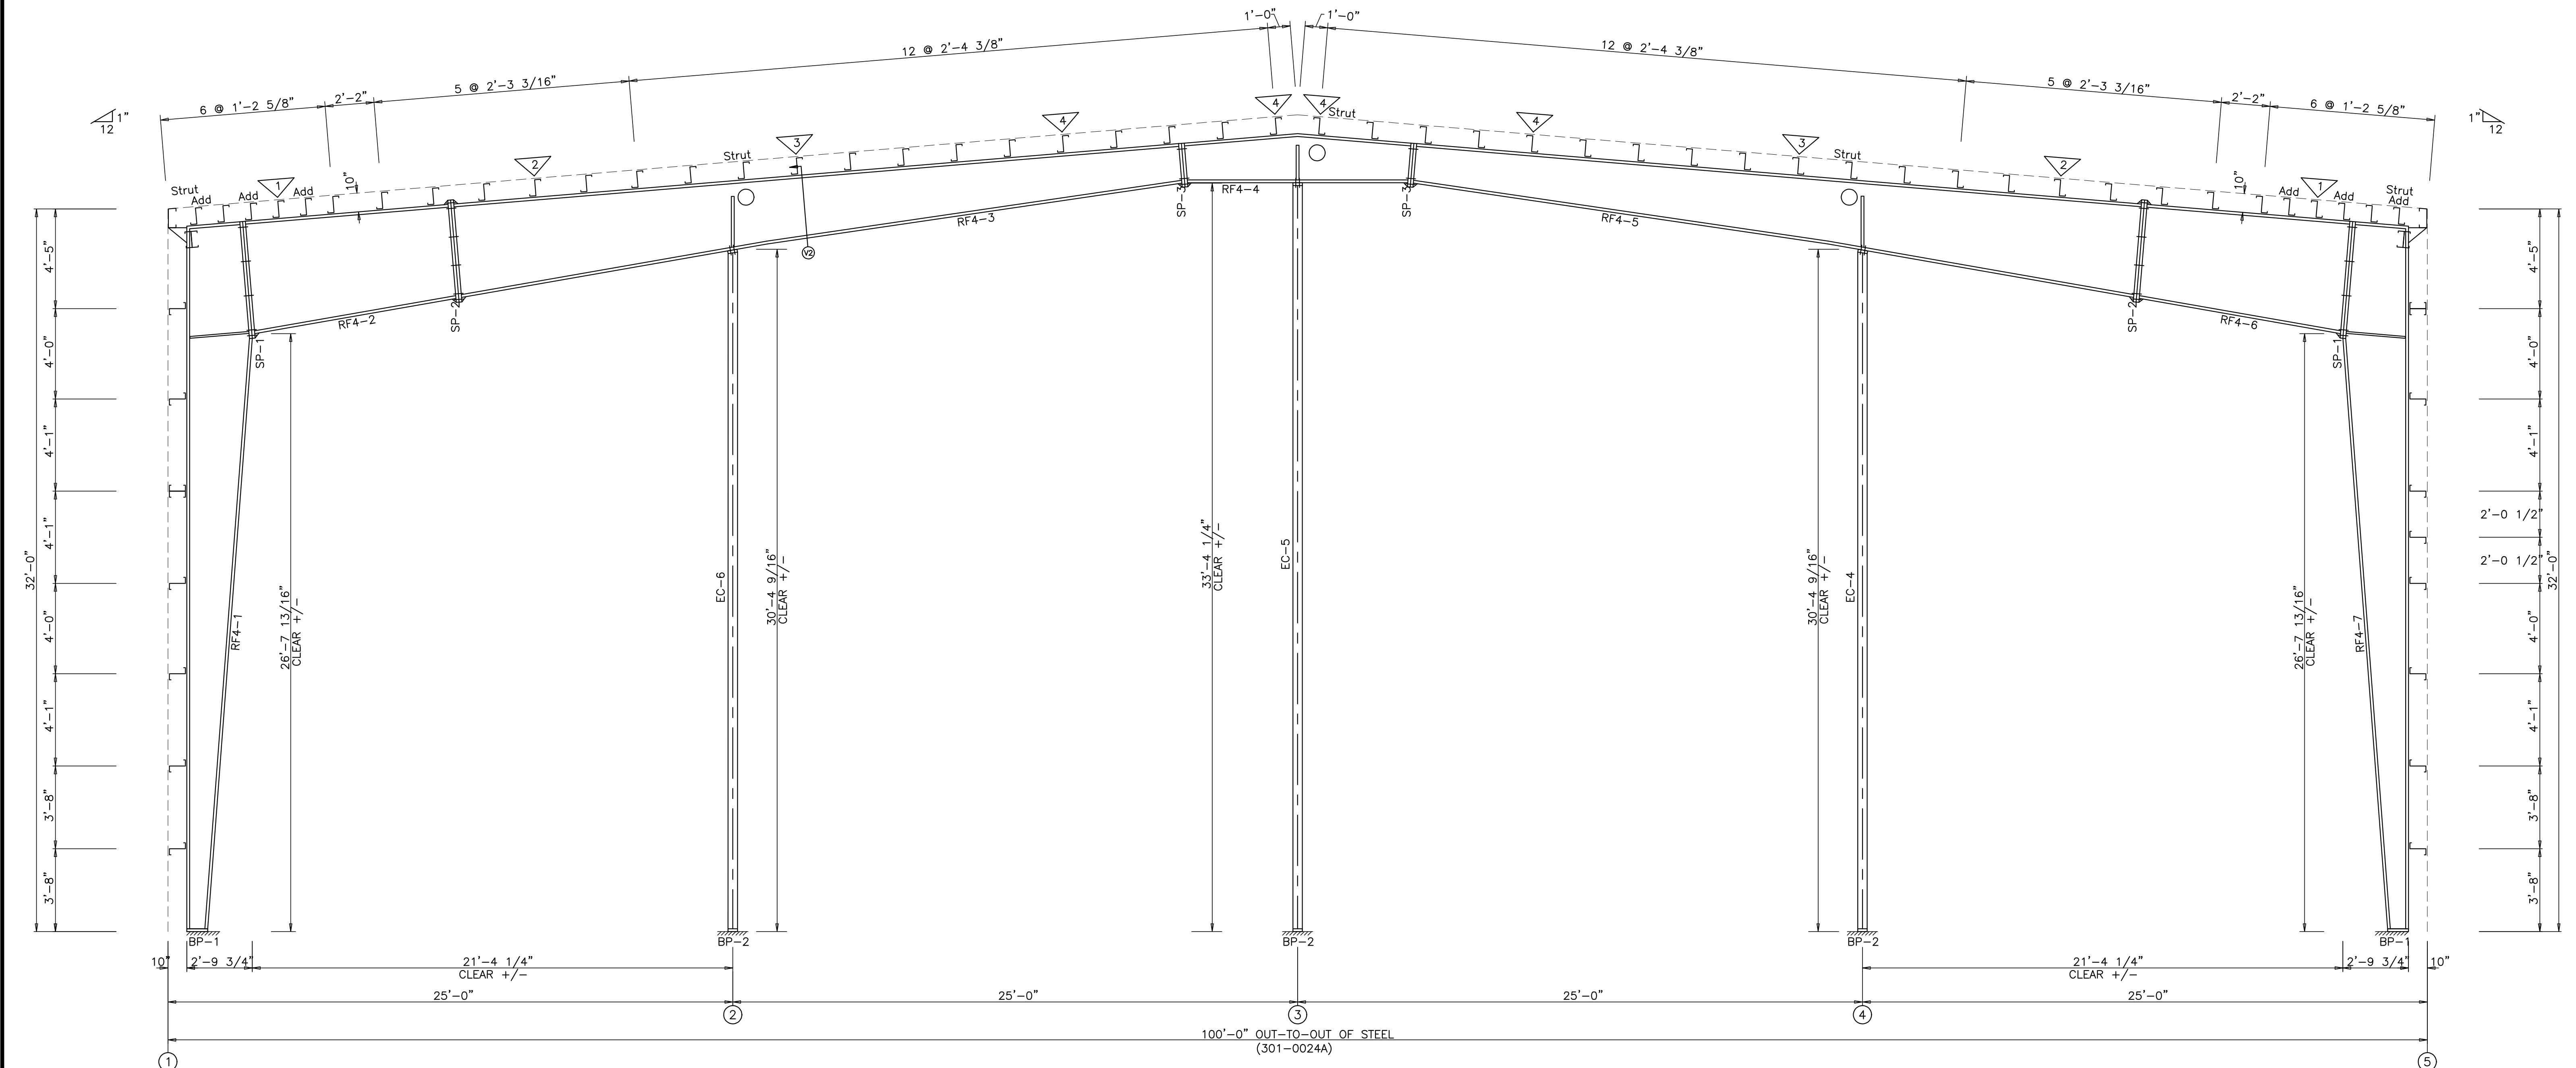 1'-0"
1'-0"
12 @ 2'-4 3/8"
12 @ 2'-4 3/8"
5 @ 2'-3 3/16"
5 @ 2'-3 3/16"
2'-2"
2'-2"
6 @ 1'-2 5/8"
6 @ 1'-2 5/8"
1"
12
1"
12
4
4
Strut
4
4
3
3
Strut
Strut
2
2
10"
10"
1
1
Strut
Add
Add
Add
Add
Add
Strut
Add
V2
RF4-4
SP-3
SP-3
RF4-3
RF4-5
RF4-2
RF4-6
SP-2
SP-2
SP-1
SP-1
4'-5"
4'-0"
4'-1"
4'-1"
4'-0"
4'-1"
3'-8"
3'-8"
32'-0"
RF4-1
26'-7 13/16"
CLEAR +/-
EC-6
30'-4 9/16"
CLEAR +/-
33'-4 1/4"
CLEAR +/-
EC-5
30'-4 9/16"
CLEAR +/-
EC-4
26'-7 13/16"
CLEAR +/-
RF4-7
4'-5"
4'-0"
4'-1"
2'-0 1/2"
2'-0 1/2"
4'-0"
4'-1"
3'-8"
3'-8"
32'-0"
BP-1
BP-2
BP-2
BP-2
BP-1
10"
2'-9 3/4"
21'-4 1/4"
CLEAR +/-
21'-4 1/4"
CLEAR +/-
2'-9 3/4"
10"
25'-0"
25'-0"
25'-0"
25'-0"
2
3
4
100'-0" OUT-TO-OUT OF STEEL
(301-0024A)
1
5